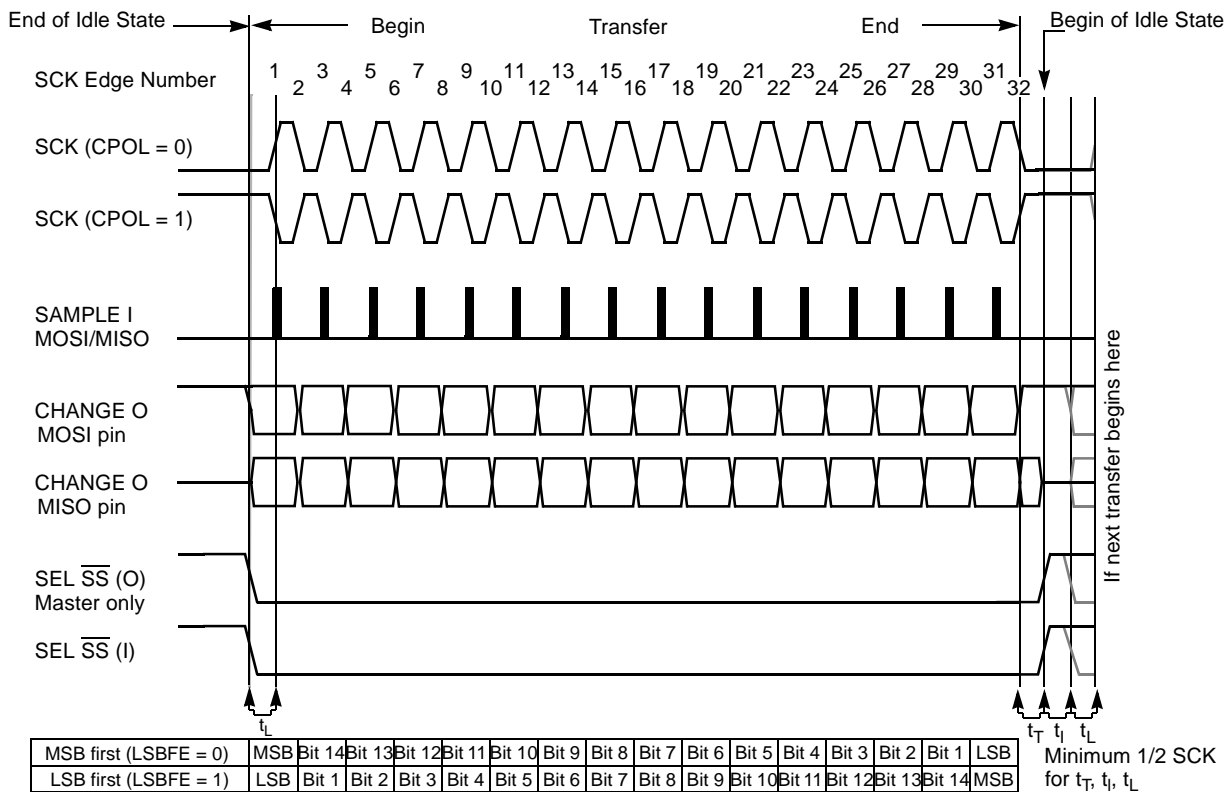 End of Idle State
Begin
Transfer
End
Begin of Idle State
SCK Edge Number
1 3 5 7 9 11 13 15 17 19 21 23 25 27 29 31
2 4 6 8 10 12 14 16 18 20 22 24 26 28 30 32
SCK (CPOL = 0)
SCK (CPOL = 1)
SAMPLE I
MOSI/MISO
CHANGE O
MOSI pin
CHANGE O
MISO pin
SEL SS (O)
Master only
SEL SS (I)
If next transfer begins here
tL
tT tI tL
MSB first (LSBFE = 0) MSB Bit 14 Bit 13 Bit 12 Bit 11 Bit 10 Bit 9 Bit 8 Bit 7 Bit 6 Bit 5 Bit 4 Bit 3 Bit 2 Bit 1 LSB
LSB first (LSBFE = 1) LSB Bit 1 Bit 2 Bit 3 Bit 4 Bit 5 Bit 6 Bit 7 Bit 8 Bit 9 Bit 10 Bit 11 Bit 12 Bit 13 Bit 14 MSB
Minimum 1/2 SCK
for tT, tI, tL